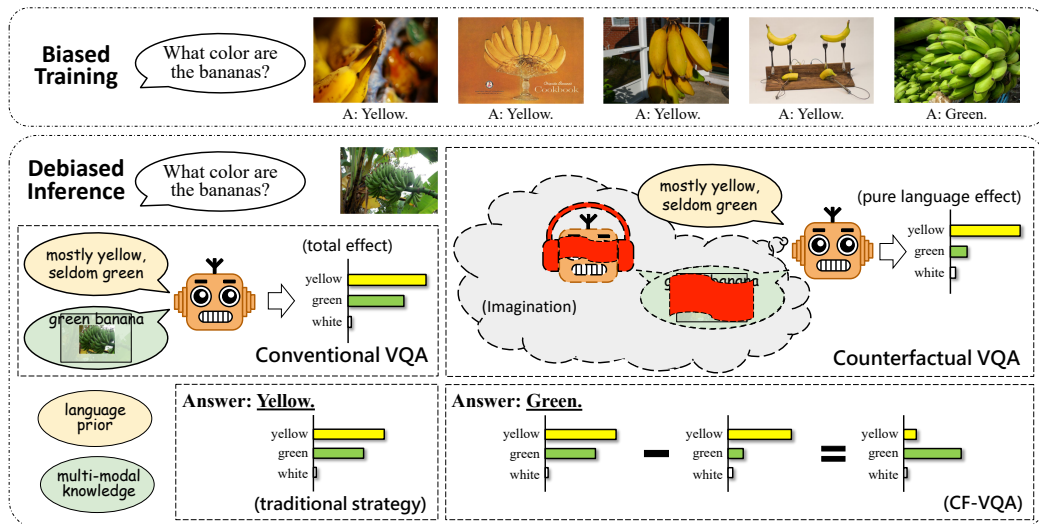 Biased
Training
What color are
the bananas?
Cookbook
A: Yellow.
A: Yellow.
A: Yellow.
A: Yellow.
A: Green.
Debiased
Inference
What color are
the bananas?
mostly yellow,
seldom green
green banana
(total effect)
yellow
green
white
Conventional VQA
mostly yellow,
seldom green
(Imagination)
(pure language effect)
yellow
green
white
Counterfactual VQA
language
prior
multi-modal
knowledge
Answer: Yellow.
yellow
green
white
(traditional strategy)
Answer: Green.
yellow
green
white
yellow
green
white
yellow
green
white
(CF-VQA)